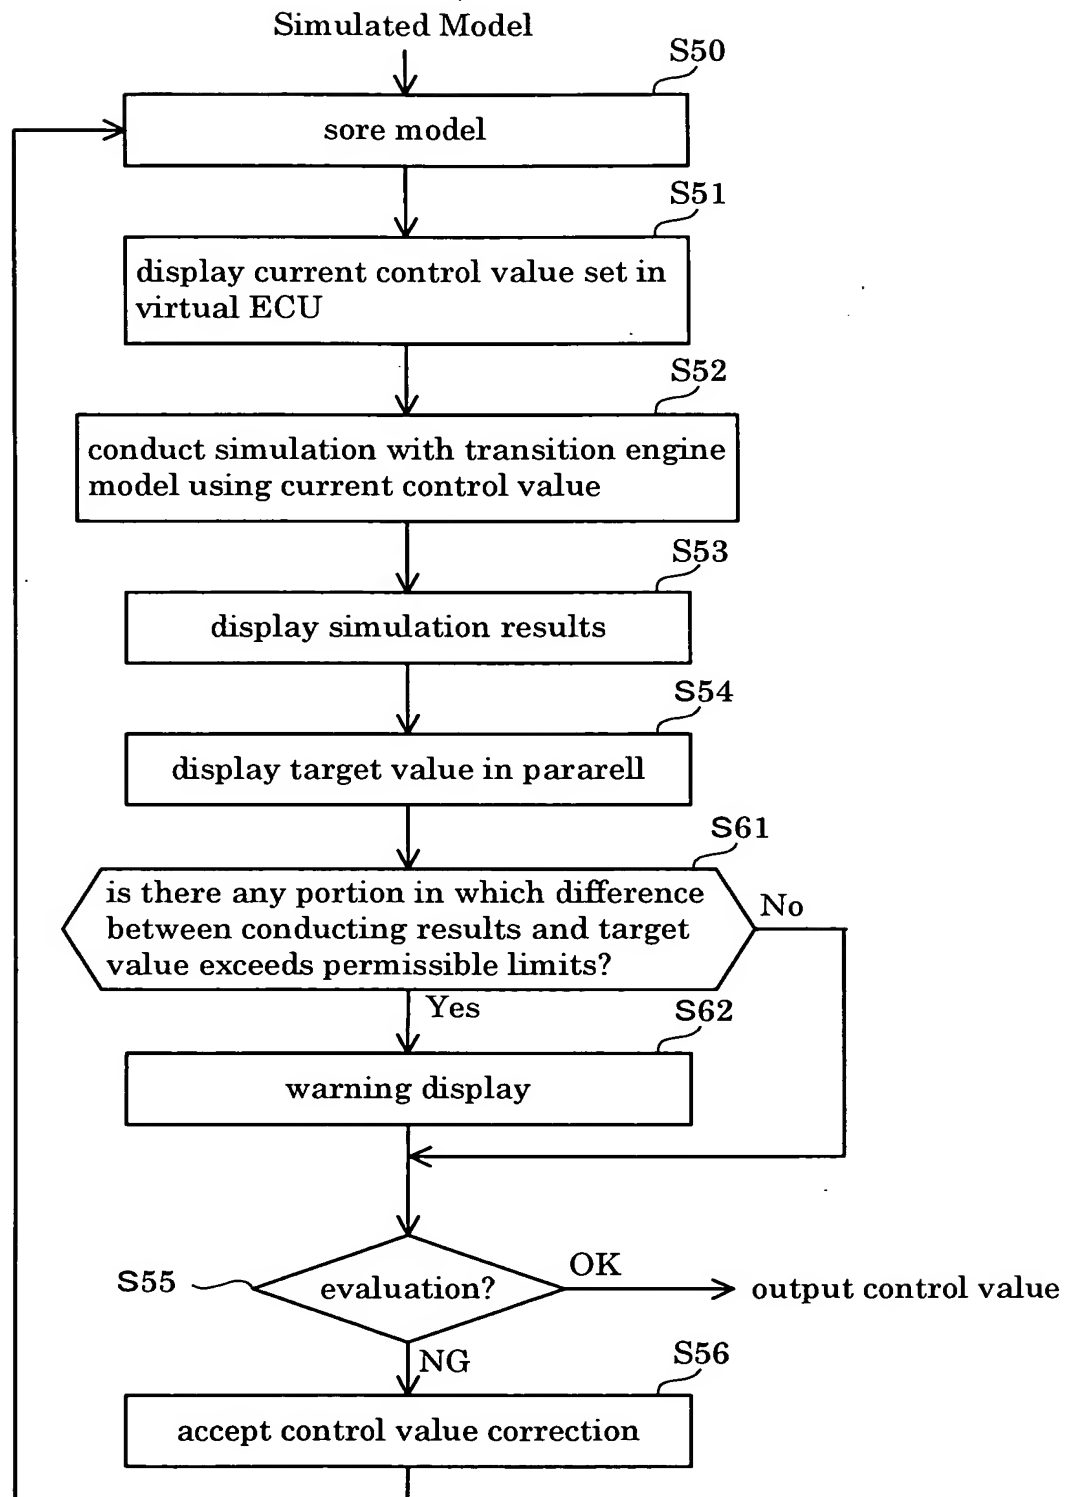 Simulated Model
S50
sore model
S51
display current control value set in
virtual ECU
S52
conduct simulation with transition engine
model using current control value
S53
display simulation results
S54
display target value in pararell
S61
is there any portion in which difference
between conducting results and target
value exceeds permissible limits?
No
Yes
S62
warning display
S55
evaluation?
OK
output control value
NG
S56
accept control value correction